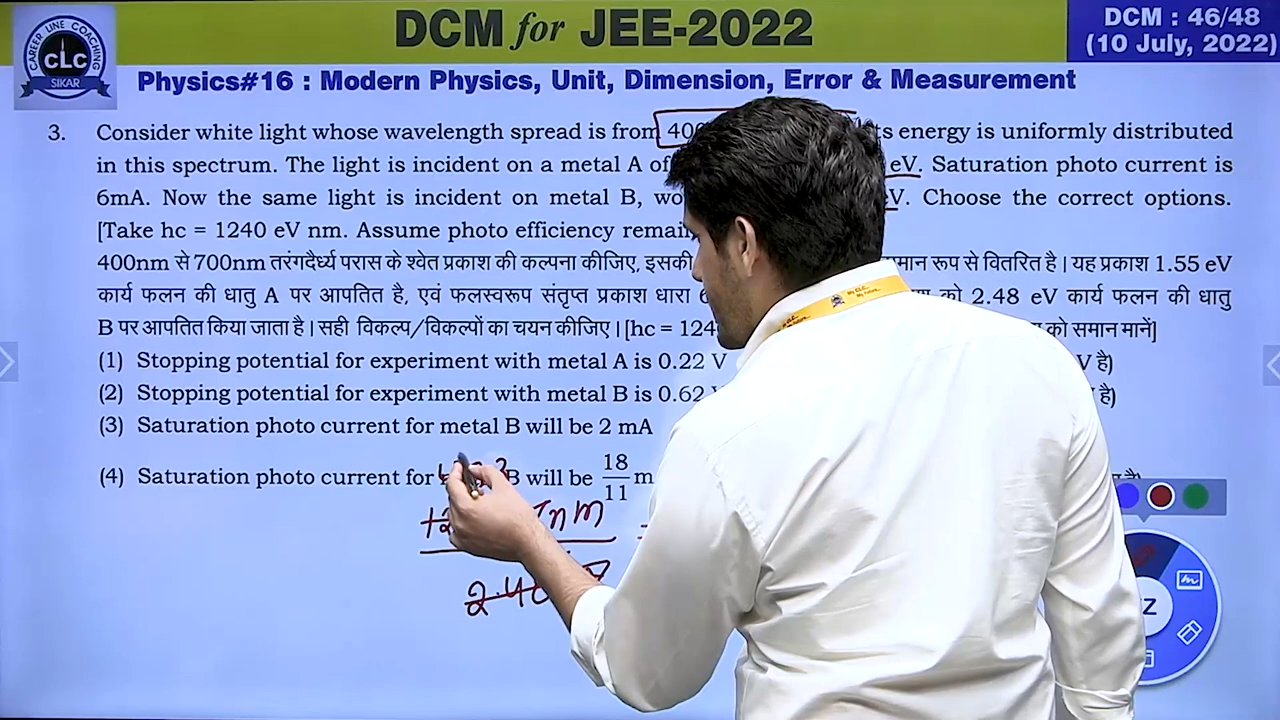 CAREER LINE COACHING
CLC
SIKAR
DCM for JEE-2022
DCM : 46/48
(10 July, 2022)
Physics#16 : Modern Physics, Unit, Dimension, Error & Measurement
3. Consider white light whose wavelength spread is from 400 ts energy is uniformly distributed
in this spectrum. The light is incident on a metal A of eV. Saturation photo current is
6mA. Now the same light is incident on metal B, wo V. Choose the correct options.
[Take hc = 1240 eV nm. Assume photo efficiency remai
400nm से 700nm तरंगदैर्ध्य परास के श्वेत प्रकाश की कल्पना कीजिए, इसकी मान रूप से वितरित है। यह प्रकाश 1.55 eV
कार्य फलन की धातु A पर आपतित है, एवं फलस्वरूप संतृप्त प्रकाश धारा को 2.48 eV कार्य फलन की धातु
B पर आपतित किया जाता है। सही विकल्प/विकल्पों का चयन कीजिए। [hc = 124 को समान मानें]
(1) Stopping potential for experiment with metal A is 0.22 V V है)
(2) Stopping potential for experiment with metal B is 0.62 है)
(3) Saturation photo current for metal B will be 2 mA
(4) Saturation photo current for B will be 18/11 m
nm
2.48
Z